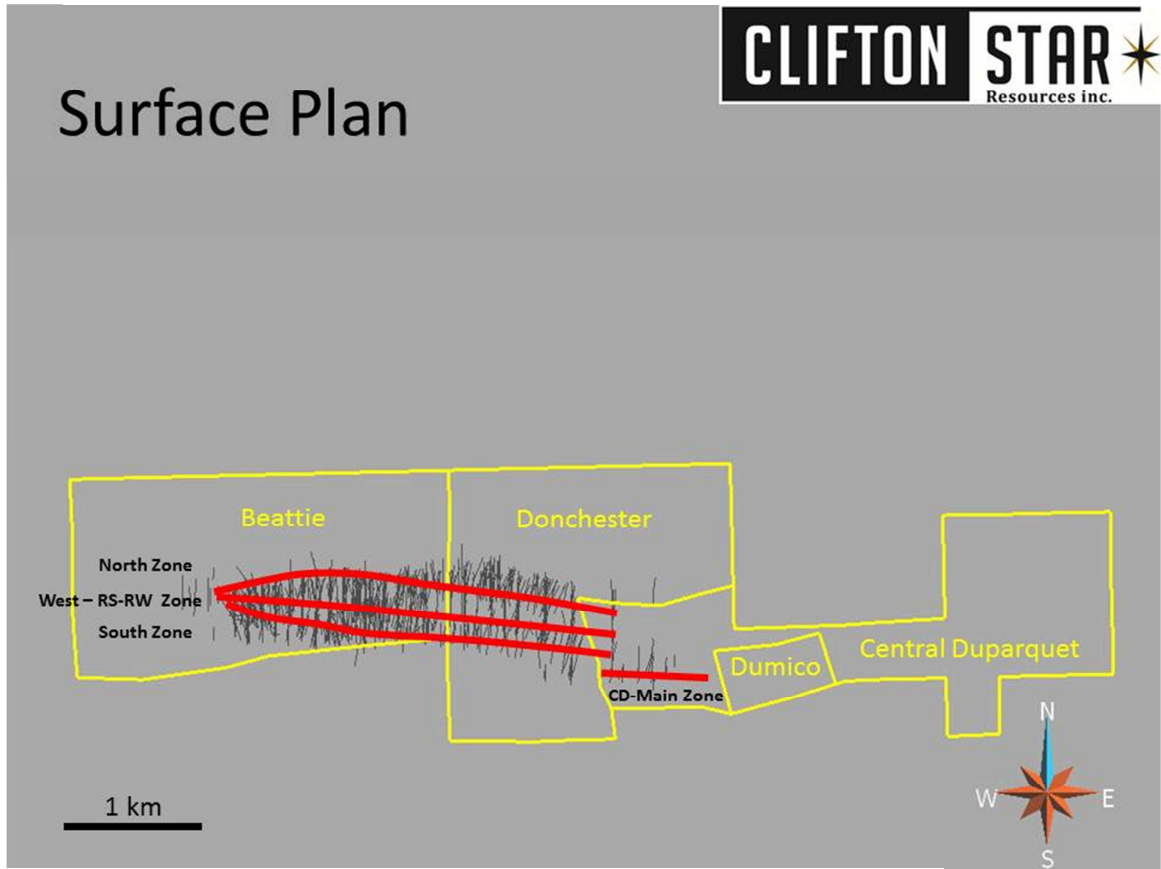 CLIFTON STAR
Resources inc.
Surface Plan
Beattie
Donchester
North Zone
West – RS-RW Zone
South Zone
Central Duparquet
Dumico
CD-Main Zone
N
W E
S
1 km